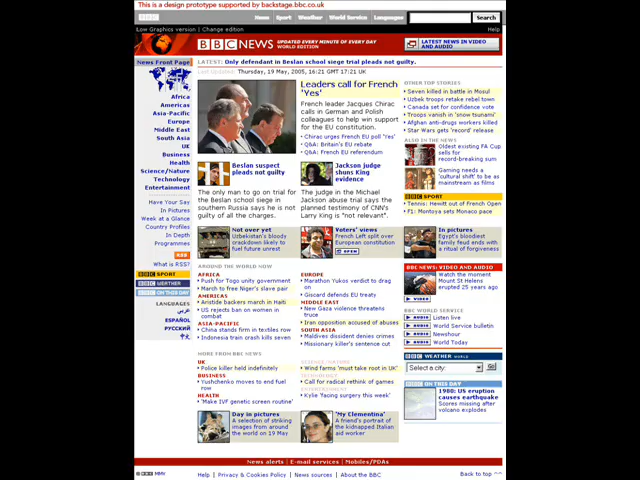 This is a design prototype supported by backstage.bbc.co.uk
BBC Home Sport Weather World Service Languages Search
Low Graphics version | Change edition Help
BBC NEWS UPDATED EVERY MINUTE OF EVERY DAY
WORLD EDITION
LATEST NEWS IN VIDEO
AND AUDIO
News Front Page
Africa
Americas
Asia-Pacific
Europe
Middle East
South Asia
UK
Business
Health
Science/Nature
Technology
Entertainment
Have Your Say
In Pictures
Week at a Glance
Country Profiles
In Depth
Programmes
RSS
What is RSS?
BBC SPORT
BBC WEATHER
BBC ON THIS DAY
LANGUAGES
عربي
ESPAÑOL
РУССКИЙ
LATEST: Only defendant in Beslan school siege trial pleads not guilty.
Last Updated: Thursday, 19 May, 2005, 16:21 GMT 17:21 UK
Leaders call for French
'Yes'
French leader Jacques Chirac
calls in German and Polish
colleagues to help win support
for the EU constitution.
Chirac urges French EU poll 'Yes'
Q&A: Britain's EU rebate
Q&A: French EU referendum
Beslan suspect
pleads not guilty
The only man to go on trial for
the Beslan school siege in
southern Russia says he is not
guilty of all the charges.
Jackson judge
shuns King
evidence
The judge in the Michael
Jackson abuse trial says the
planned testimony of CNN's
Larry King is "not relevant".
Not over yet
Uzbekistan's bloody
crackdown likely to
fuel future unrest
Voters' views
French Left split over
European constitution
OPEN
In pictures
Egypt's bloodiest
family feud ends with
a ritual of forgiveness
OTHER TOP STORIES
Seven killed in battle in Mosul
Uzbek troops retake rebel town
Canada set for confidence vote
Troops vanish in 'snow tsunami'
Afghan anti-drugs workers killed
Star Wars gets 'record' release
ALSO IN THE NEWS
Oldest existing FA Cup
sells for
record-breaking sum
Gaming needs a
'cultural shift' to be as
mainstream as films
BBC SPORT
Tennis: Hewitt out of French Open
F1: Montoya sets Monaco pace
AROUND THE WORLD NOW
AFRICA
Push for Togo unity government
March to free Niger's slave pair
AMERICAS
Aristide backers march in Haiti
US rejects ban on women in
combat
ASIA-PACIFIC
China stands firm in textiles row
Indonesia train crash kills seven
EUROPE
Marathon Yukos verdict to drag
on
Giscard defends EU treaty
MIDDLE EAST
New Gaza violence threatens
truce
Iran opposition accused of abuses
SOUTH ASIA
Maldives dissident denies crimes
Missionary killer's sentence cut
BBC NEWS: VIDEO AND AUDIO
Watch the moment
Mount St Helens
erupted 25 years ago
VIDEO
BBC WORLD SERVICE
AUDIO Listen live
AUDIO World Service bulletin
AUDIO Newshour
AUDIO World Today
BBC WEATHER WORLD
Select a city: GO
BBC ON THIS DAY
1980: US eruption
causes earthquake
Scores missing after
volcano explodes
MORE FROM BBC NEWS
UK
Police killer held indefinitely
BUSINESS
Yushchenko moves to end fuel
row
HEALTH
'Make IVF genetic screen routine'
SCIENCE/NATURE
Wind farms 'must take root in UK'
TECHNOLOGY
Call for radical rethink of games
ENTERTAINMENT
Kylie 'facing surgery this week'
Day in pictures
A selection of striking
images from around
the world on 19 May
'My Clementina'
A friend's portrait of
the kidnapped Italian
aid worker
News alerts | E-mail services | Mobiles/PDAs
BBC MMV Help | Privacy & Cookies Policy | News sources | About the BBC Back to top ^^